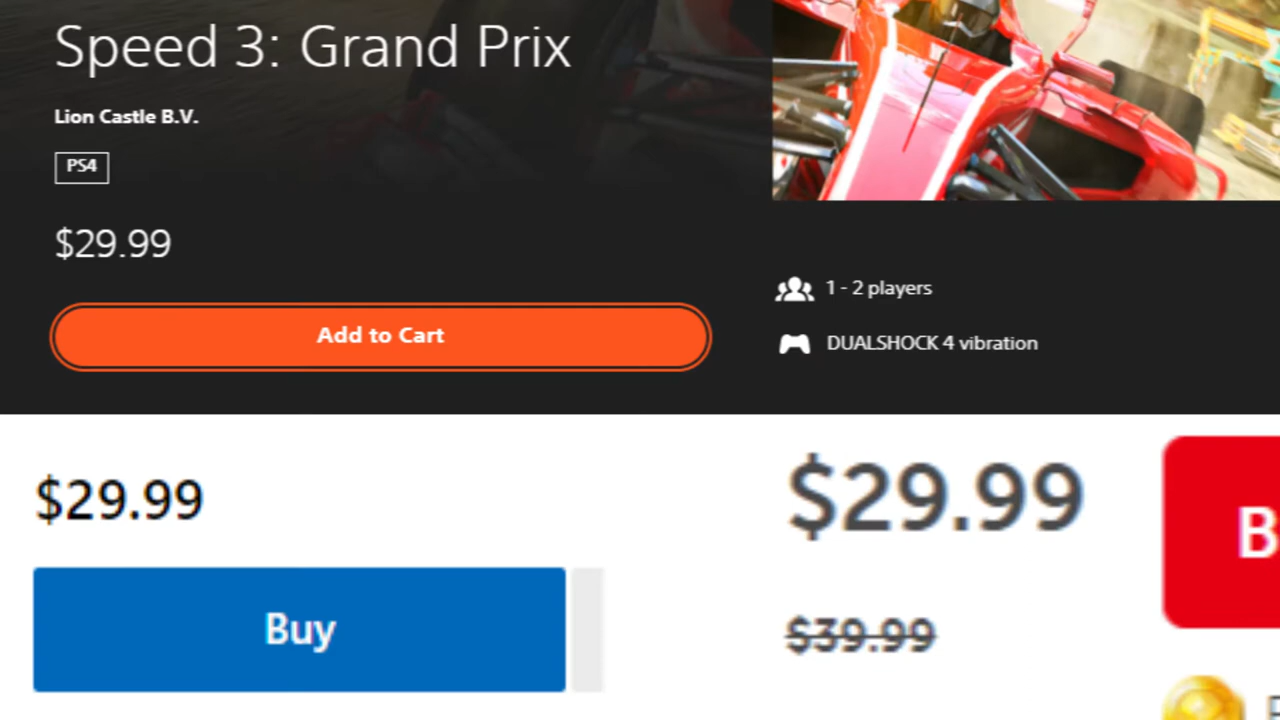 Speed 3: Grand Prix
Lion Castle B.V.
PS4
$29.99
Add to Cart
1 - 2 players
DUALSHOCK 4 vibration
$29.99
Buy
$29.99
$39.99